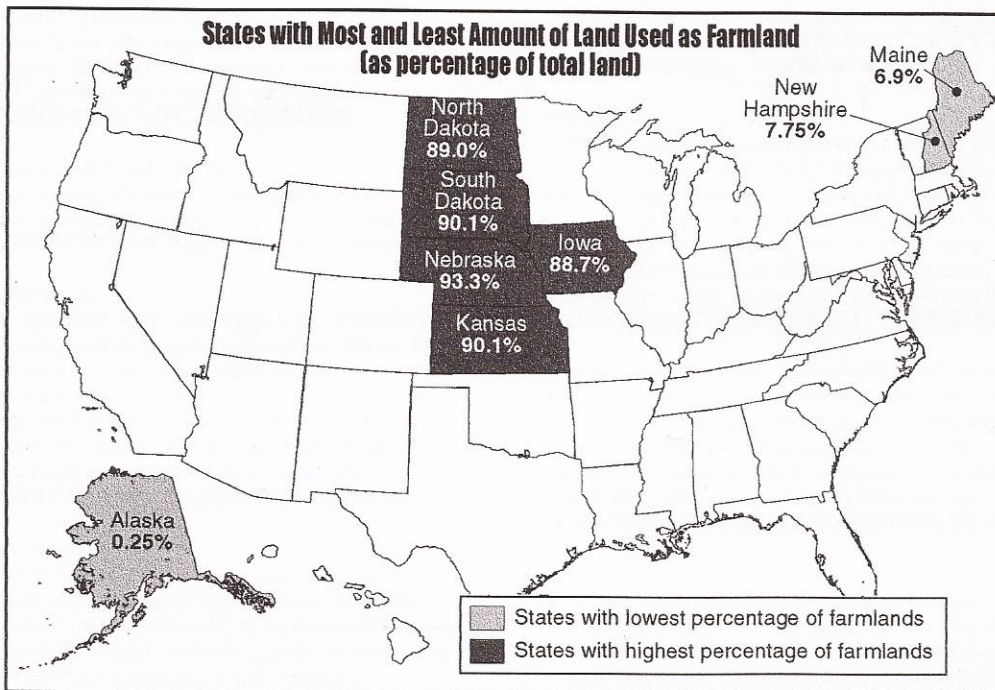 States with Most and Least Amount of Land Used as Farmland
(as percentage of total land)
Maine
6.9%
New
Hampshire
7.75%
North
Dakota
89.0%
South
Dakota
90.1%
Iowa
88.7%
Nebraska
93.3%
Kansas
90.1%
Alaska
0.25%
States with lowest percentage of farmlands
States with highest percentage of farmlands